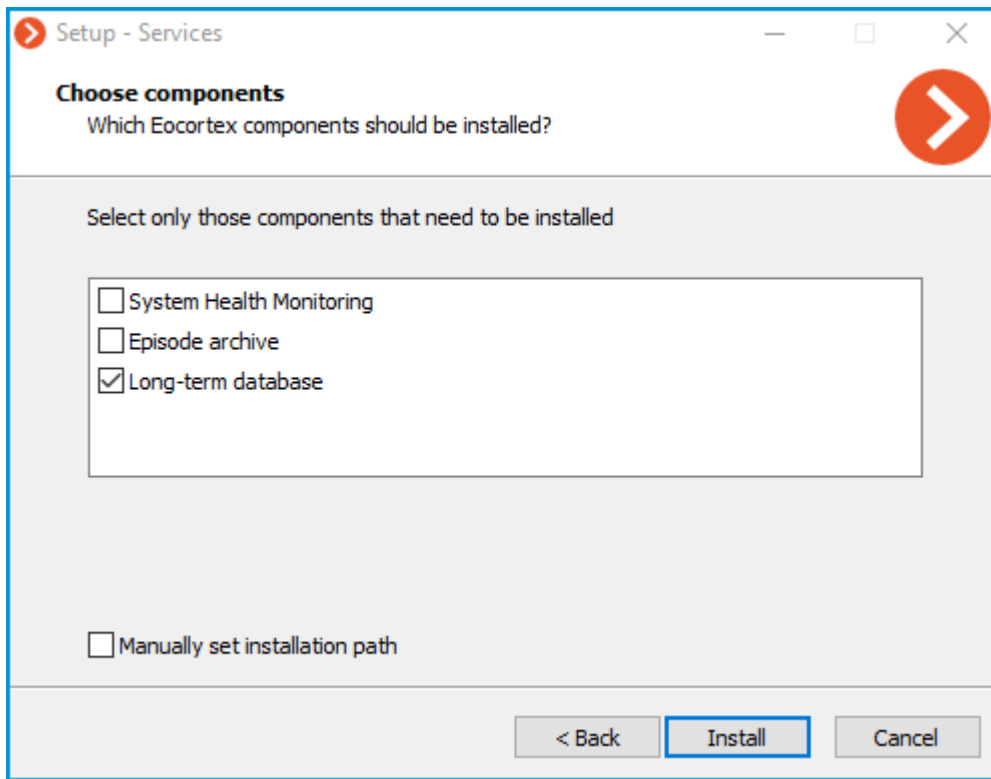 Setup - Services
Choose components
Which Eocortex components should be installed?
Select only those components that need to be installed
System Health Monitoring
Episode archive
Long-term database
Manually set installation path
< Back
Install
Cancel